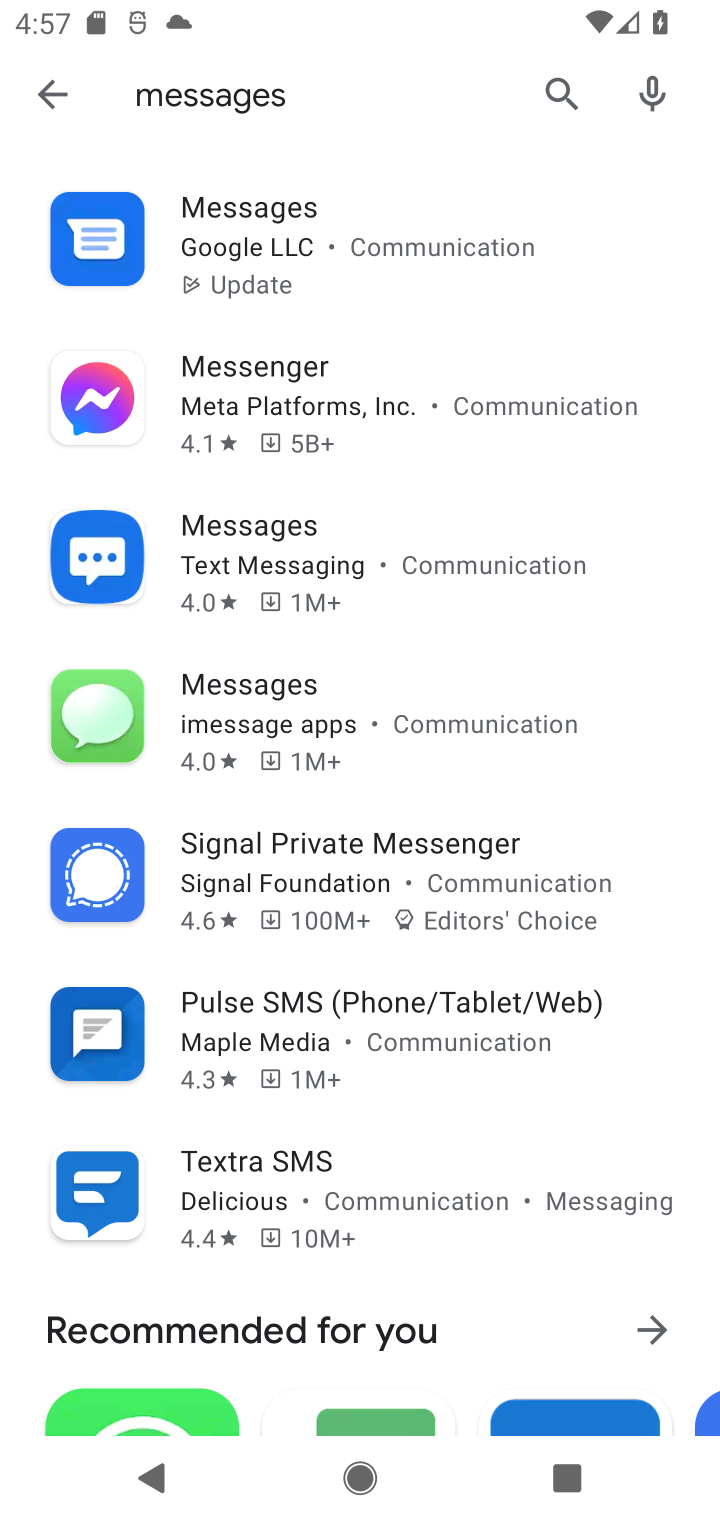 4:57
messages
Messages
Google LLC • Communication
Update
Messenger
Meta Platforms, Inc. • Communication
4.1★ 5B+
Messages
Text Messaging • Communication
4.0★ 1M+
Messages
imessage apps • Communication
4.0★ 1M+
Signal Private Messenger
Signal Foundation • Communication
4.6★ 100M+ Editors' Choice
Pulse SMS (Phone/Tablet/Web)
Maple Media • Communication
4.3★ 1M+
Textra SMS
Delicious • Communication • Messaging
4.4★ 10M+
Recommended for you